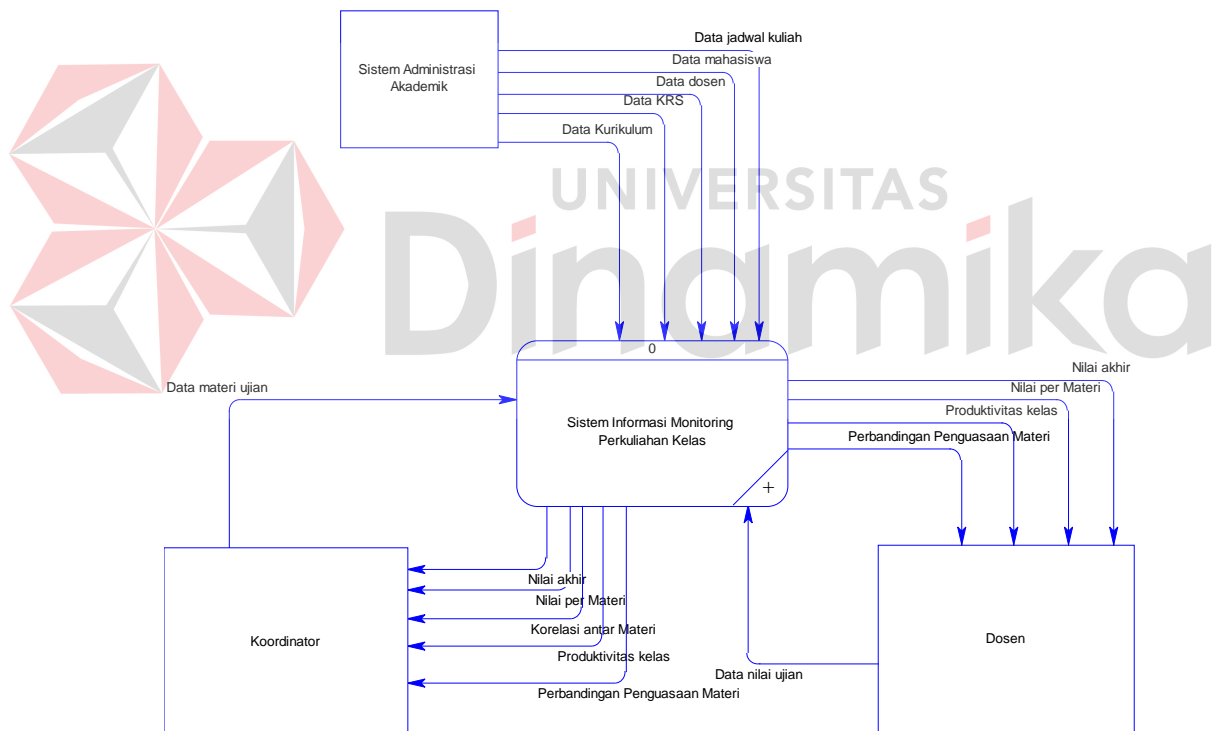 Data jadwal kuliah
Sistem Administrasi
Akademik
Data mahasiswa
Data dosen
Data KRS
Data Kurikulum
UNIVERSITAS
Dinamika
0
Sistem Informasi Monitoring
Perkuliahan Kelas
+
Data materi ujian
Nilai akhir
Nilai per Materi
Produktivitas kelas
Perbandingan Penguasaan Materi
Nilai akhir
Nilai per Materi
Korelasi antar Materi
Produktivitas kelas
Perbandingan Penguasaan Materi
Koordinator
Dosen
Data nilai ujian